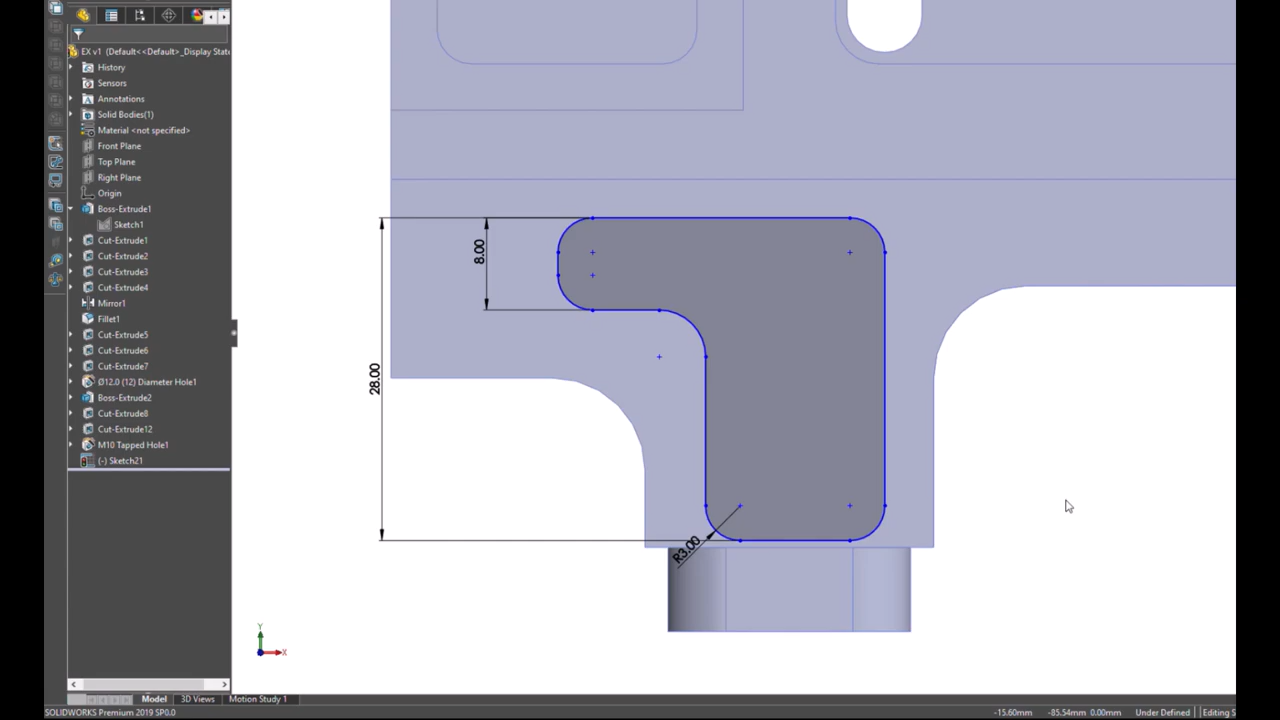 EX v1 (Default<<Default>_Display State
History
Sensors
Annotations
Solid Bodies(1)
Material <not specified>
Front Plane
Top Plane
Right Plane
Origin
Boss-Extrude1
Sketch1
Cut-Extrude1
Cut-Extrude2
Cut-Extrude3
Cut-Extrude4
Mirror1
Fillet1
Cut-Extrude5
Cut-Extrude6
Cut-Extrude7
Ø12.0 (12) Diameter Hole1
Boss-Extrude2
Cut-Extrude8
Cut-Extrude12
M10 Tapped Hole1
(-) Sketch21
8.00
28.00
R3.00
Y
X
Model 3D Views Motion Study 1
SOLIDWORKS Premium 2019 SP0.0 -15.60mm -85.54mm 0.00mm Under Defined Editing S